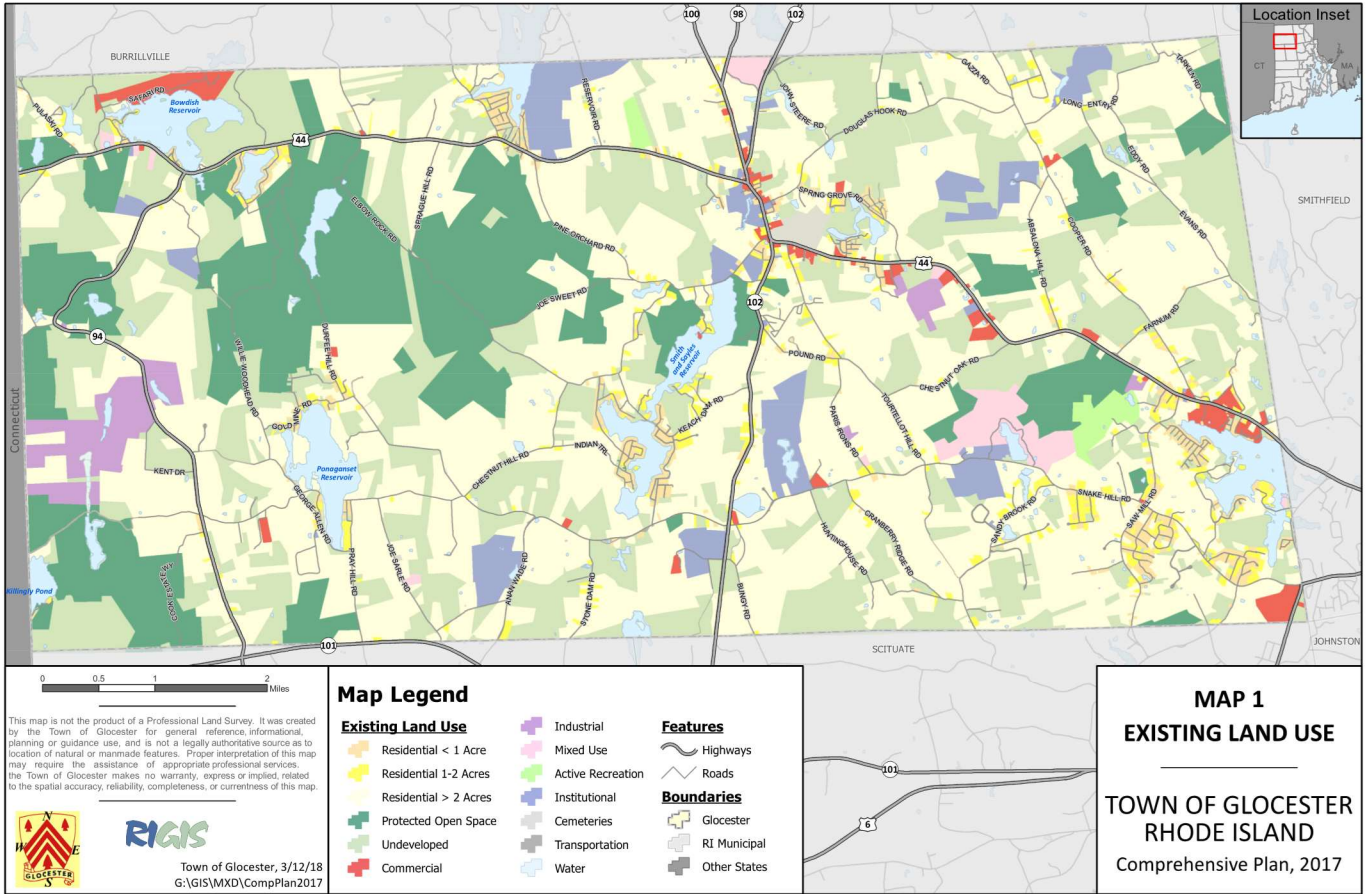 100
98
102
Location Inset
CT
MA
BURRILLVILLE
SMITHFIELD
SCITUATE
JOHNSTON
Connecticut
PULASKI RD
SAFARI RD
Bowdish
Reservoir
44
RESERVOIR RD
JOHN STEERE RD
DOUGLAS HOOK RD
GAZZA RD
TARKLN RD
LONG ENTRY RD
EDDY RD
EVANS RD
SPRAGUE HILL RD
ELBOW ROCK RD
PINE ORCHARD RD
SPRING GROVE RD
ABSALONA HILL RD
COOPER RD
44
JOE SWEET RD
102
94
WILLIE WOODHEAD RD
DURFEE HILL RD
Smith
and Sayles
Reservoir
POUND RD
CHESTNUT OAK RD
FARNUM RD
KEACH DAM RD
PARIS IRONS RD
TOURTELLOT HILL RD
GOLD MINE RD
Ponaganset
Reservoir
INDIAN TRL
CHESTNUT HILL RD
KENT DR
GEORGE ALLEN RD
SNAKE HILL RD
SAW MILL RD
SANDY BROOK RD
CRANBERRY RIDGE RD
HUNTINGHOUSE RD
PRAY HILL RD
JOE SARLE RD
ANAN WADE RD
STONE DAM RD
BUNGY RD
COOK ESTATE WAY
Killingly Pond
101
0 0.5 1 2
Miles
This map is not the product of a Professional Land Survey. It was created
by the Town of Glocester for general reference, informational,
planning or guidance use, and is not a legally authoritative source as to
location of natural or manmade features. Proper interpretation of this map
may require the assistance of appropriate professional services.
the Town of Glocester makes no warranty, express or implied, related
to the spatial accuracy, reliability, completeness, or currentness of this map.
N
W E
GLOCESTER
S
RIGIS
Town of Glocester, 3/12/18
G:\GIS\MXD\CompPlan2017
Map Legend
Existing Land Use
Residential < 1 Acre
Residential 1-2 Acres
Residential > 2 Acres
Protected Open Space
Undeveloped
Commercial
Industrial
Mixed Use
Active Recreation
Institutional
Cemeteries
Transportation
Water
Features
Highways
Roads
Boundaries
Glocester
RI Municipal
Other States
101
6
MAP 1
EXISTING LAND USE
TOWN OF GLOCESTER
RHODE ISLAND
Comprehensive Plan, 2017